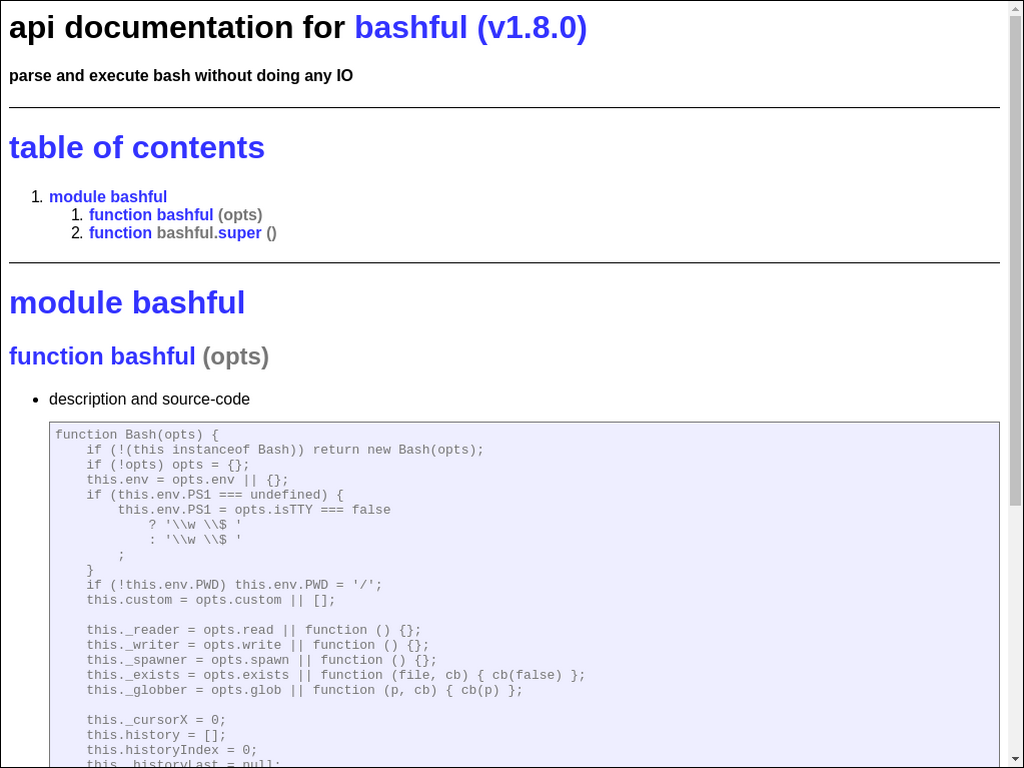 api documentation for bashful (v1.8.0)
parse and execute bash without doing any IO
table of contents
1. module bashful
1. function bashful (opts)
2. function bashful.super ()
module bashful
function bashful (opts)
• description and source-code
function Bash(opts) {
    if (!(this instanceof Bash)) return new Bash(opts);
    if (!opts) opts = {};
    this.env = opts.env || {};
    if (this.env.PS1 === undefined) {
        this.env.PS1 = opts.isTTY === false
            ? '\\w \\$ '
            : '\\w \\$ '
        ;
    }
    if (!this.env.PWD) this.env.PWD = '/';
    this.custom = opts.custom || [];
    this._reader = opts.read || function () {};
    this._writer = opts.write || function () {};
    this._spawner = opts.spawn || function () {};
    this._exists = opts.exists || function (file, cb) { cb(false) };
    this._globber = opts.glob || function (p, cb) { cb(p) };
    this._cursorX = 0;
    this.history = [];
    this.historyIndex = 0;
    this._historyLast = null;